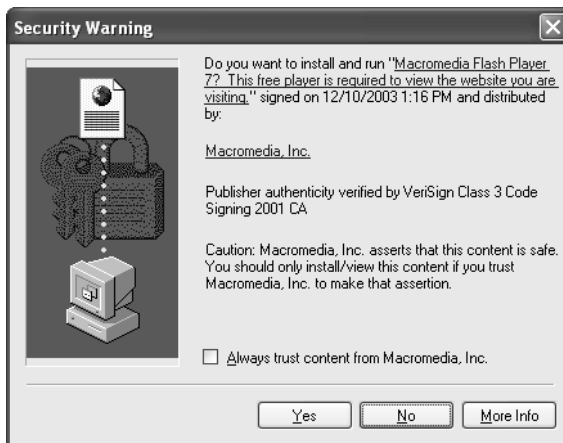 Security Warning
Do you want to install and run "Macromedia Flash Player
7? This free player is required to view the website you are
visiting." signed on 12/10/2003 1:16 PM and distributed
by:
Macromedia, Inc.
Publisher authenticity verified by VeriSign Class 3 Code
Signing 2001 CA
Caution: Macromedia, Inc. asserts that this content is safe.
You should only install/view this content if you trust
Macromedia, Inc. to make that assertion.
Always trust content from Macromedia, Inc.
Yes No More Info